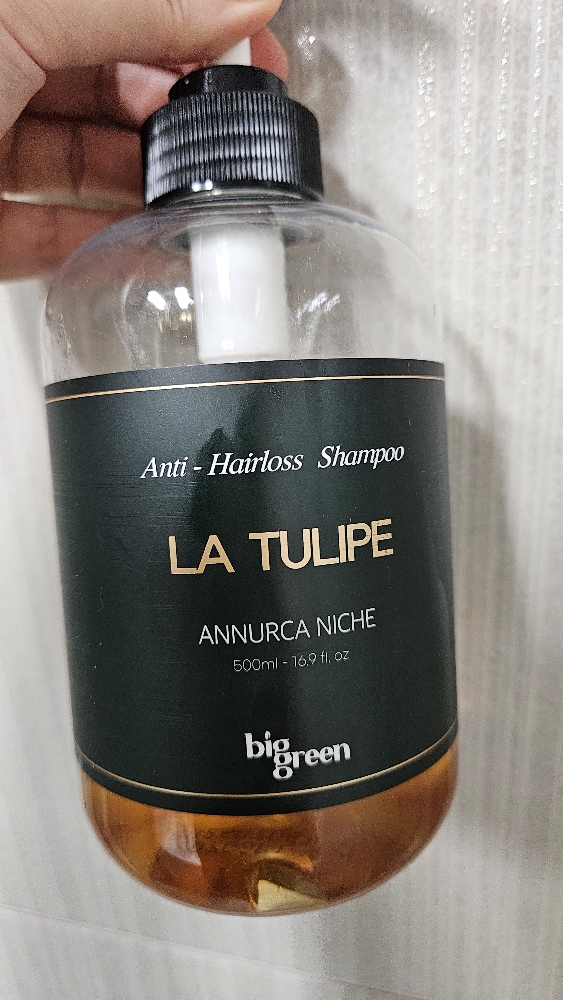 Anti - Hairloss Shampoo
LA TULIPE
ANNURCA NICHE
500ml - 16.9 fl. oz
big
green